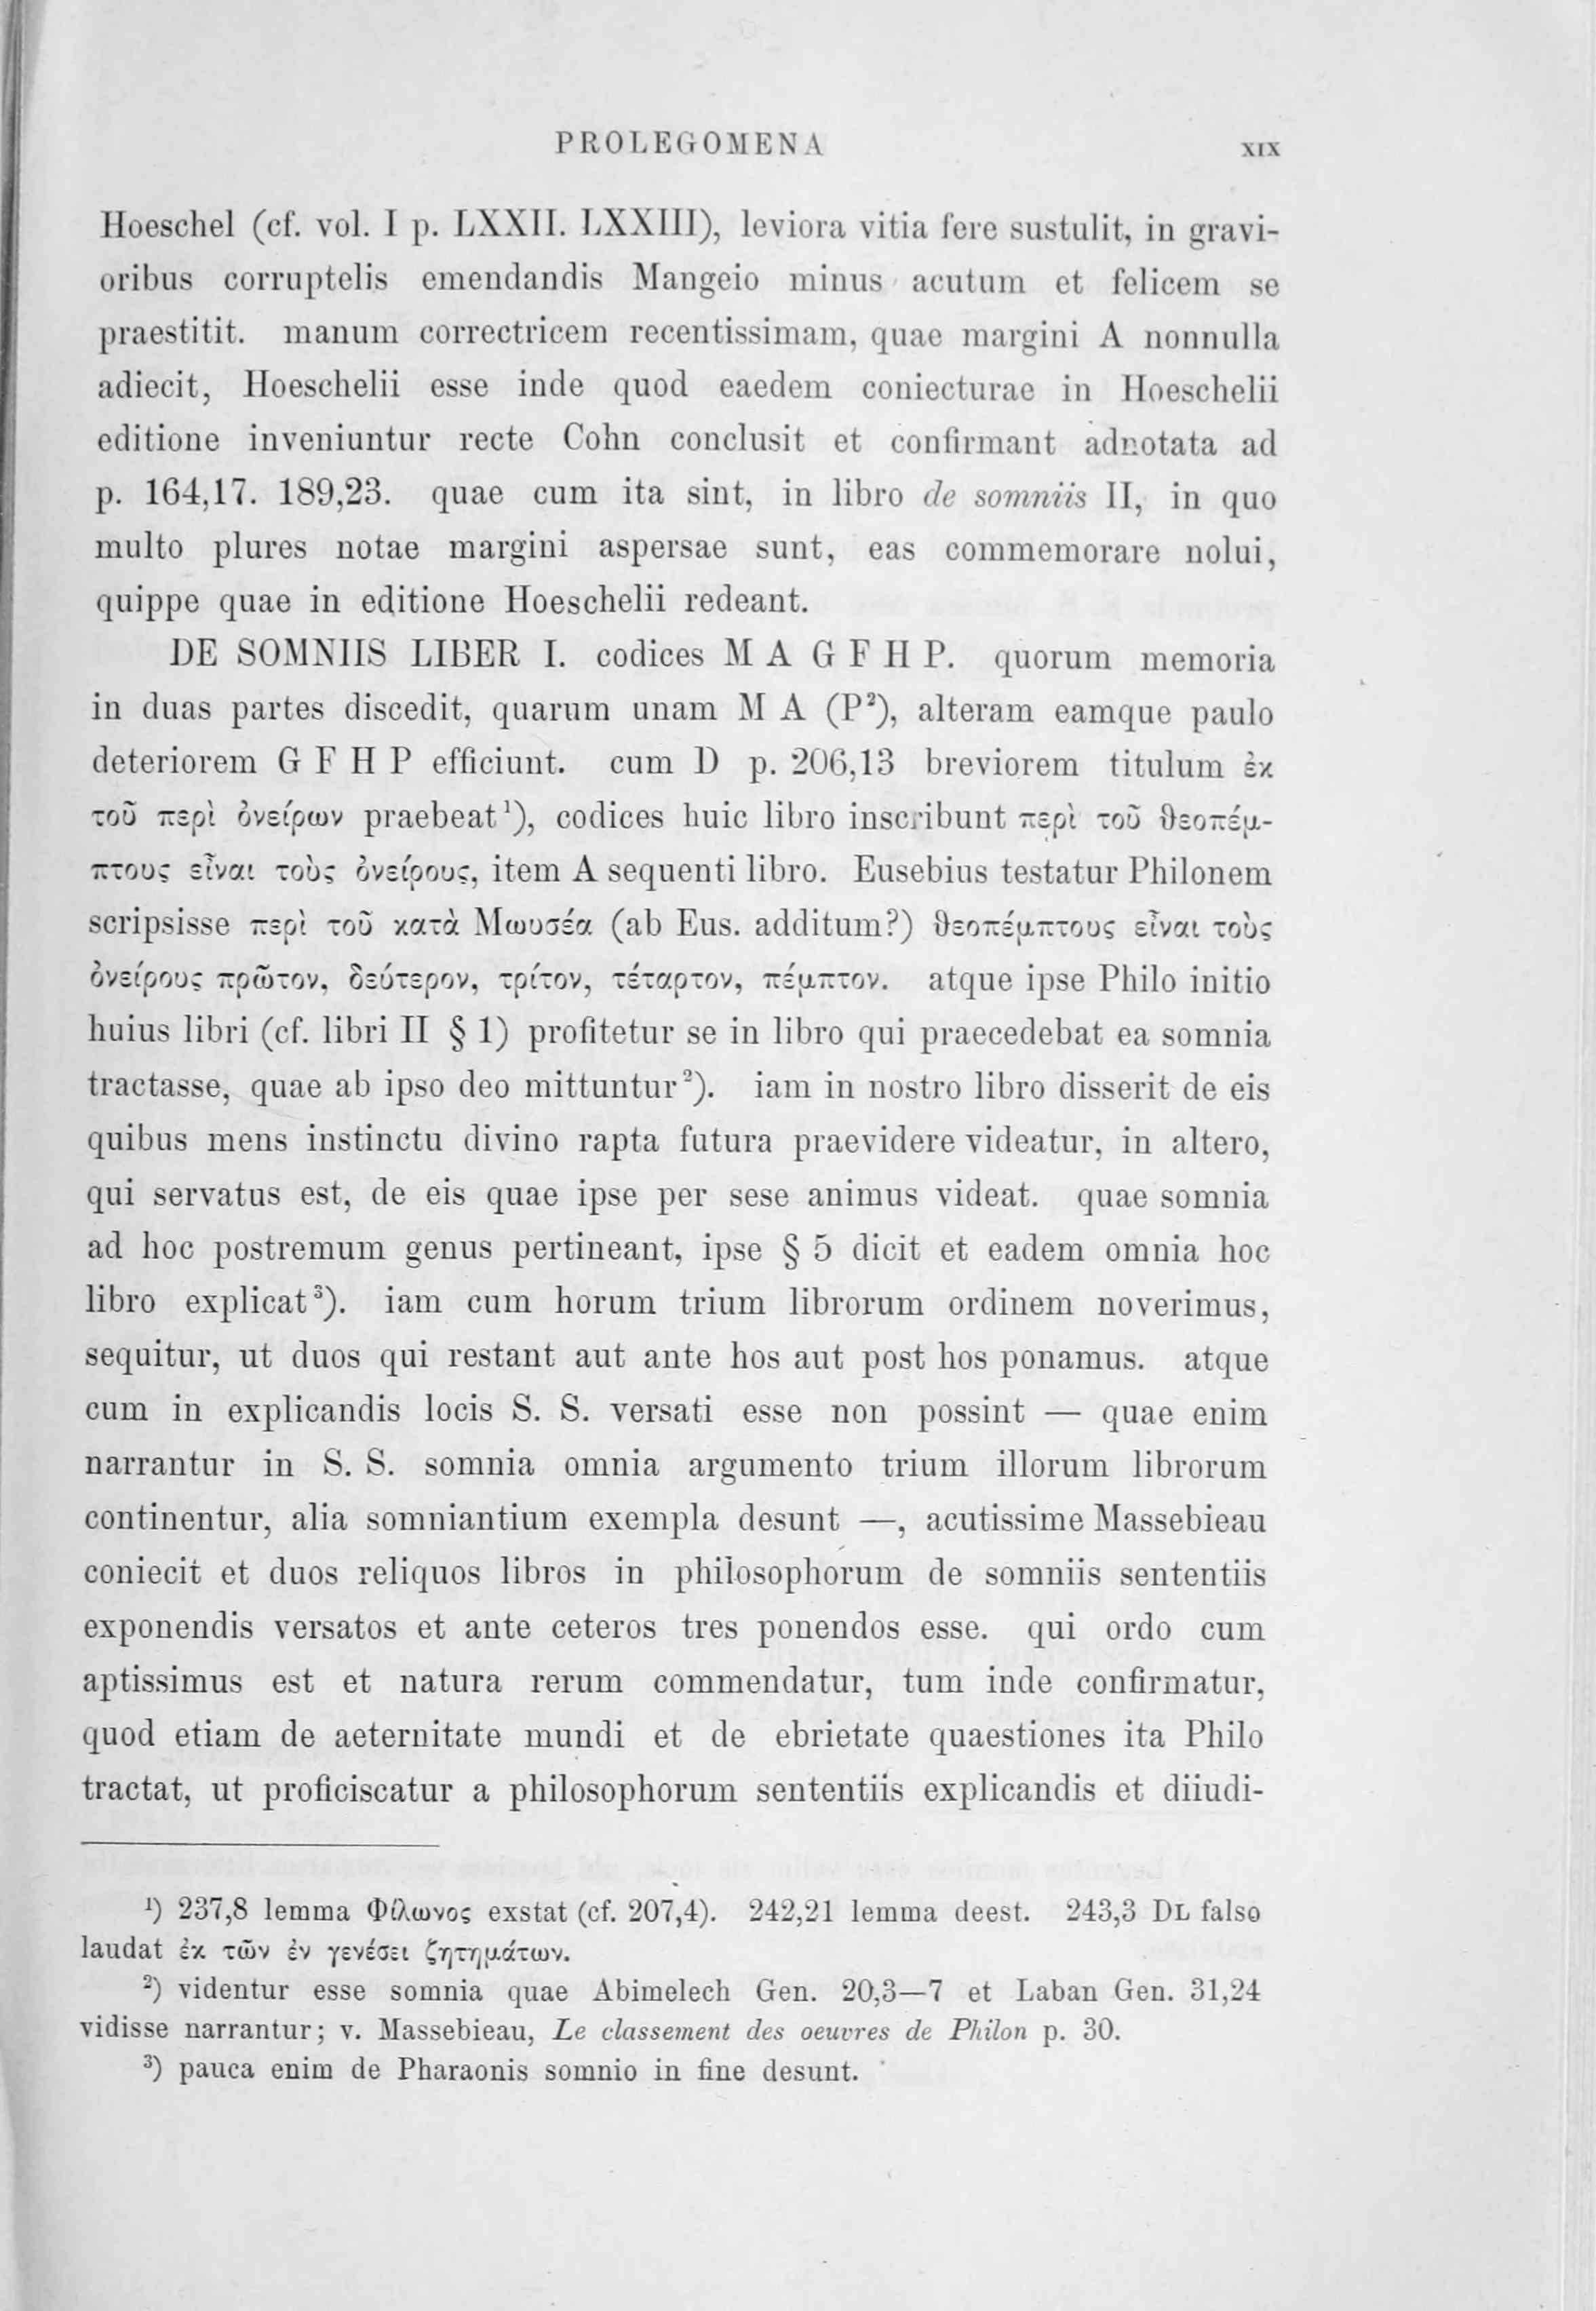 PROLEGOMENA XIX
Hoeschel (cf. vol. I p. LXXII. LXXIII), leviora vitia fere sustulit, in gravi-
oribus corruptelis emendandis Mangeio minus acutum et felicem se
praestitit. manum correctricem recentissimam, quae margini A nonnulla
adiecit, Hoeschelii esse inde quod eaedem coniecturae in Hoeschelii
editione inveniuntur recte Cohn conclusit et confirmant adnotata ad
p. 164,17. 189,23. quae cum ita sint, in libro de somniis II, in quo
multo plures notae margini aspersae sunt, eas commemorare nolui,
quippe quae in editione Hoeschelii redeant.
DE SOMNIIS LIBER I. codices M A G F H P. quorum memoria
in duas partes discedit, quarum unam M A (P²), alteram eamque paulo
deteriorem G F H P efficiunt. cum D p. 206,13 breviorem titulum ἐκ
τοῦ περὶ ὀνείρων praebeat¹), codices huic libro inscribunt περὶ τοῦ θεοπέμ-
πτους εἶναι τοὺς ὀνείρους, item A sequenti libro. Eusebius testatur Philonem
scripsisse περὶ τοῦ κατὰ Μωυσέα (ab Eus. additum?) θεοπέμπτους εἶναι τοὺς
ὀνείρους πρῶτον, δεύτερον, τρίτον, τέταρτον, πέμπτον. atque ipse Philo initio
huius libri (cf. libri II § 1) profitetur se in libro qui praecedebat ea somnia
tractasse, quae ab ipso deo mittuntur²). iam in nostro libro disserit de eis
quibus mens instinctu divino rapta futura praevidere videatur, in altero,
qui servatus est, de eis quae ipse per sese animus videat. quae somnia
ad hoc postremum genus pertineant, ipse § 5 dicit et eadem omnia hoc
libro explicat³). iam cum horum trium librorum ordinem noverimus,
sequitur, ut duos qui restant aut ante hos aut post hos ponamus. atque
cum in explicandis locis S. S. versati esse non possint — quae enim
narrantur in S. S. somnia omnia argumento trium illorum librorum
continentur, alia somniantium exempla desunt —, acutissime Massebieau
coniecit et duos reliquos libros in philosophorum de somniis sententiis
exponendis versatos et ante ceteros tres ponendos esse. qui ordo cum
aptissimus est et natura rerum commendatur, tum inde confirmatur,
quod etiam de aeternitate mundi et de ebrietate quaestiones ita Philo
tractat, ut proficiscatur a philosophorum sententiis explicandis et diiudi-
¹) 237,8 lemma Φίλωνος exstat (cf. 207,4). 242,21 lemma deest. 243,3 DL falso
laudat ἐκ τῶν ἐν γενέσει ζητημάτων.
²) videntur esse somnia quae Abimelech Gen. 20,3—7 et Laban Gen. 31,24
vidisse narrantur; v. Massebieau, Le classement des oeuvres de Philon p. 30.
³) pauca enim de Pharaonis somnio in fine desunt.